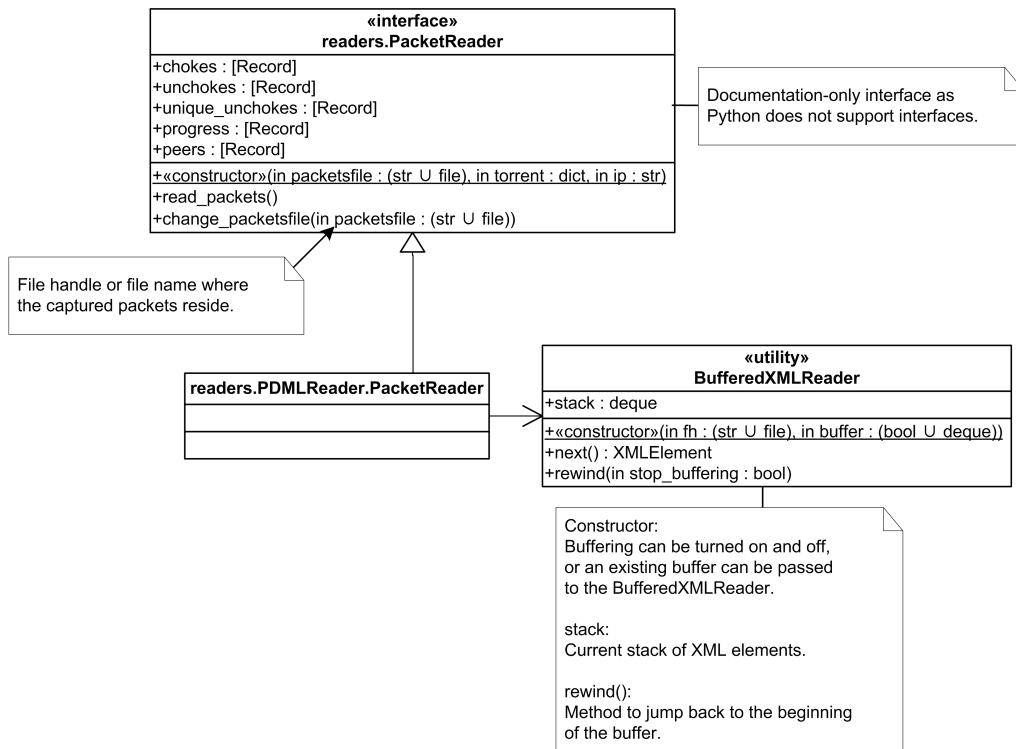 «interface»
readers.PacketReader
+chokes : [Record]
+unchokes : [Record]
+unique_unchokes : [Record]
+progress : [Record]
+peers : [Record]
+«constructor»(in packetsfile : (str ∪ file), in torrent : dict, in ip : str)
+read_packets()
+change_packetsfile(in packetsfile : (str ∪ file))
Documentation-only interface as
Python does not support interfaces.
File handle or file name where
the captured packets reside.
readers.PDMLReader.PacketReader
«utility»
BufferedXMLReader
+stack : deque
+«constructor»(in fh : (str ∪ file), in buffer : (bool ∪ deque))
+next() : XMLElement
+rewind(in stop_buffering : bool)
Constructor:
Buffering can be turned on and off,
or an existing buffer can be passed
to the BufferedXMLReader.
stack:
Current stack of XML elements.
rewind():
Method to jump back to the beginning
of the buffer.